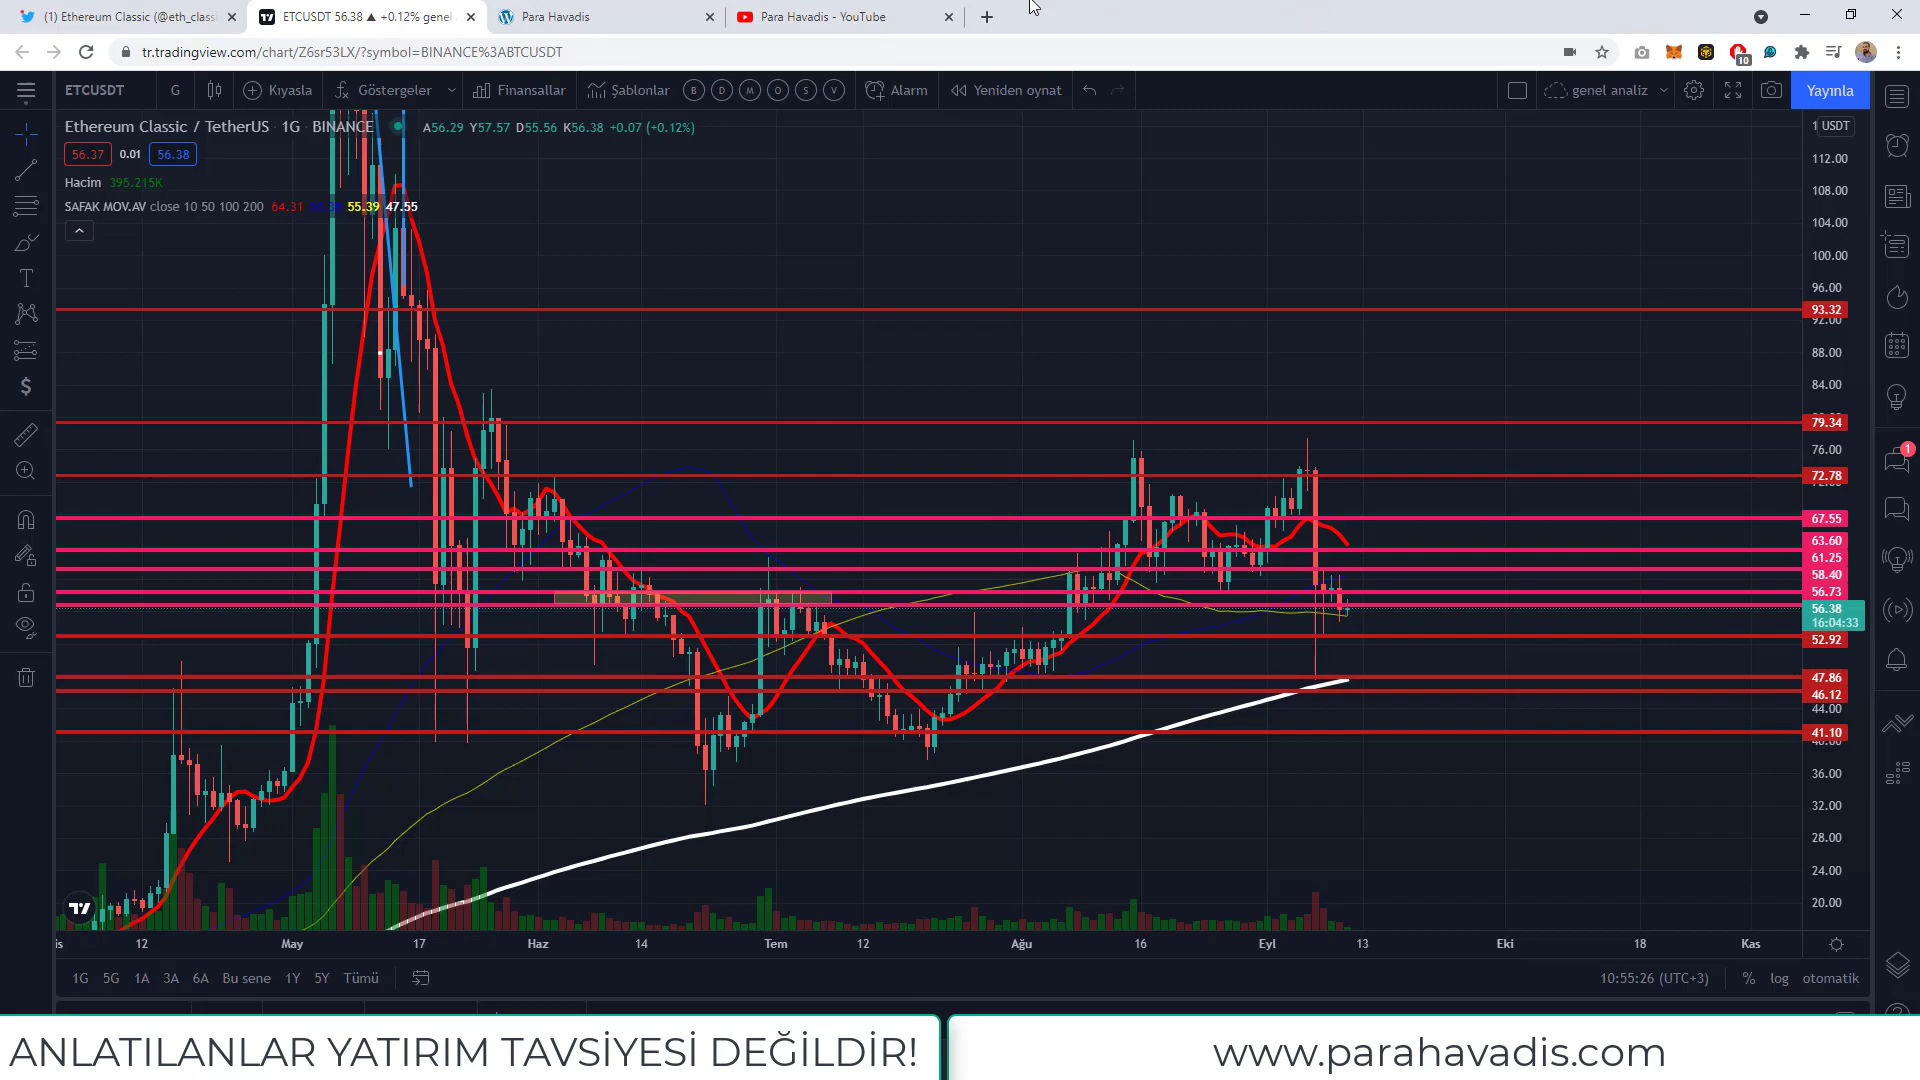 (1) Ethereum Classic (@eth_classi
ETCUSDT 56.38 ▲ +0.12% genel
Para Havadis
Para Havadis - YouTube
tr.tradingview.com/chart/Z6sr53LX/?symbol=BINANCE%3ABTCUSDT
10
ETCUSDT
G
Kıyasla
Göstergeler
Finansallar
Şablonlar
B D M O S V
Alarm
Yeniden oynat
genel analiz
Yayınla
Ethereum Classic / TetherUS · 1G · BINANCE
A56.29 Y57.57 D55.56 K56.38 +0.07 (+0.12%)
56.37 0.01 56.38
Hacim 395.215K
SAFAK MOV.AV close 10 50 100 200 64.31 55.39 47.55
1 USDT
112.00
108.00
104.00
100.00
96.00
93.32
92.00
88.00
84.00
79.34
76.00
72.78
67.55
63.60
61.25
58.40
56.73
56.38
16:04:33
52.92
47.86
46.12
44.00
41.10
40.00
36.00
32.00
28.00
24.00
20.00
1
is 12 May 17 Haz 14 Tem 12 Ağu 16 Eyl 13 Eki 18 Kas
1G 5G 1A 3A 6A Bu sene 1Y 5Y Tümü
10:55:26 (UTC+3) % log otomatik
ANLATILANLAR YATIRIM TAVSİYESİ DEĞİLDİR!
www.parahavadis.com